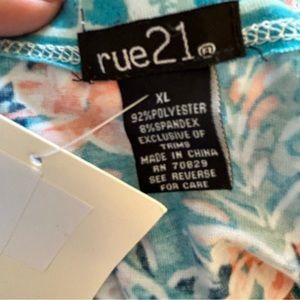 rue21®
XL
92%POLYESTER
8%SPANDEX
EXCLUSIVE OF
TRIMS
MADE IN CHINA
RN 70829
SEE REVERSE
FOR CARE